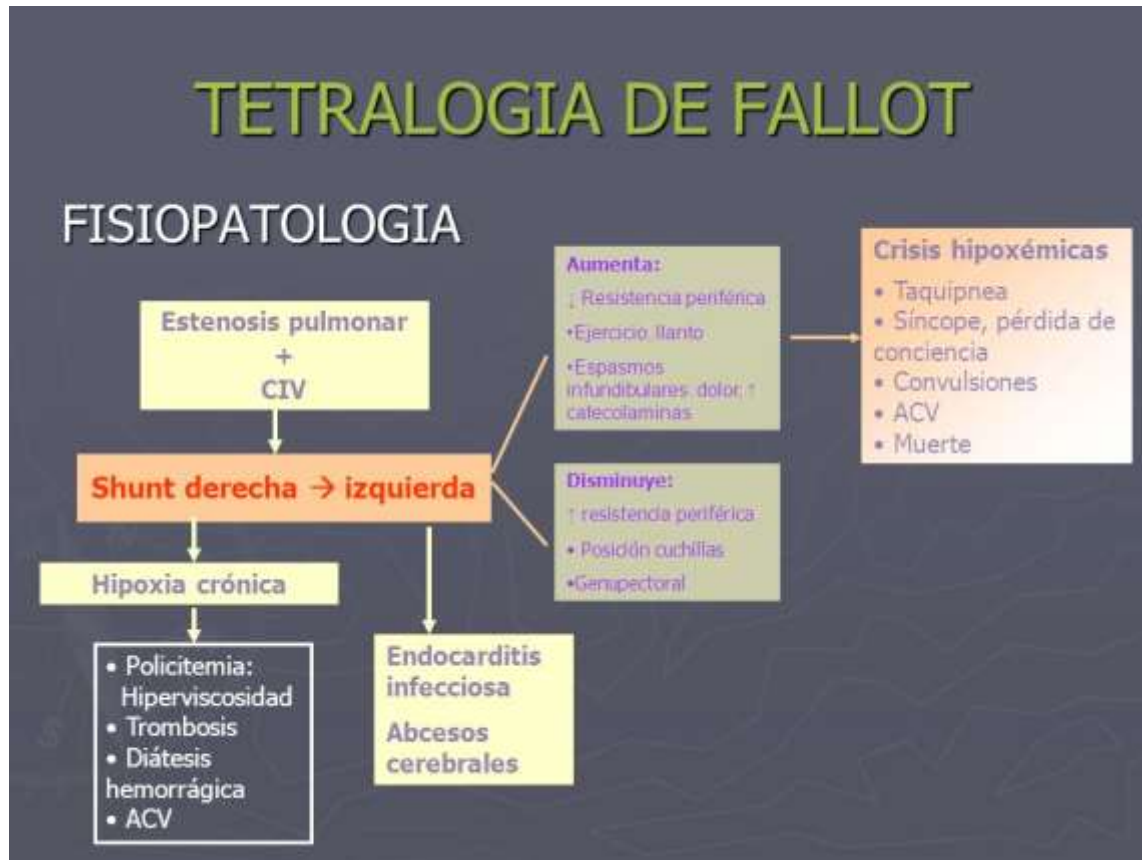 TETRALOGIA DE FALLOT
FISIOPATOLOGIA
Estenosis pulmonar
+
CIV
Shunt derecha → izquierda
Hipoxia crónica
• Policitemia:
Hiperviscosidad
• Trombosis
• Diátesis
hemorrágica
• ACV
Endocarditis
infecciosa
Abcesos
cerebrales
Aumenta:
↓ Resistencia periférica
•Ejercicio, llanto
•Espasmos
infundibulares: dolor, ↑
catecolaminas
Disminuye:
↑ resistencia periférica
• Posición cuchillas
•Genupectoral
Crisis hipoxémicas
• Taquipnea
• Síncope, pérdida de
conciencia
• Convulsiones
• ACV
• Muerte